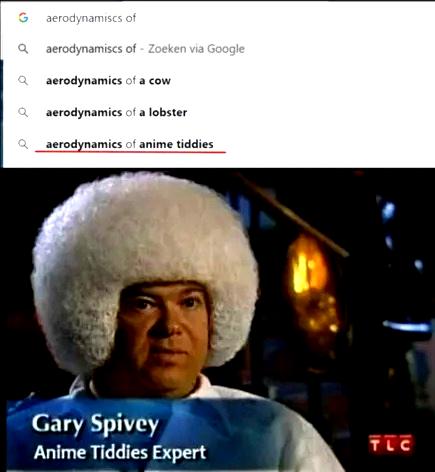 aerodynamiscs of
aerodynamiscs of - Zoeken via Google
aerodynamics of a cow
aerodynamics of a lobster
aerodynamics of anime tiddies
Gary Spivey
Anime Tiddies Expert
TLC